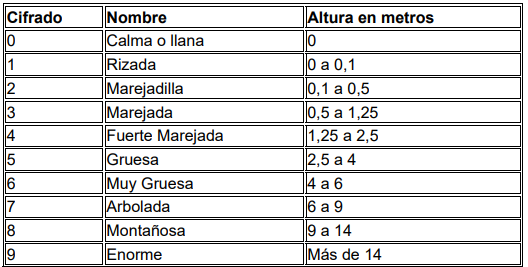 Cifrado Nombre Altura en metros
0 Calma o llana 0
1 Rizada 0 a 0,1
2 Marejadilla 0,1 a 0,5
3 Marejada 0,5 a 1,25
4 Fuerte Marejada 1,25 a 2,5
5 Gruesa 2,5 a 4
6 Muy Gruesa 4 a 6
7 Arbolada 6 a 9
8 Montañosa 9 a 14
9 Enorme Más de 14